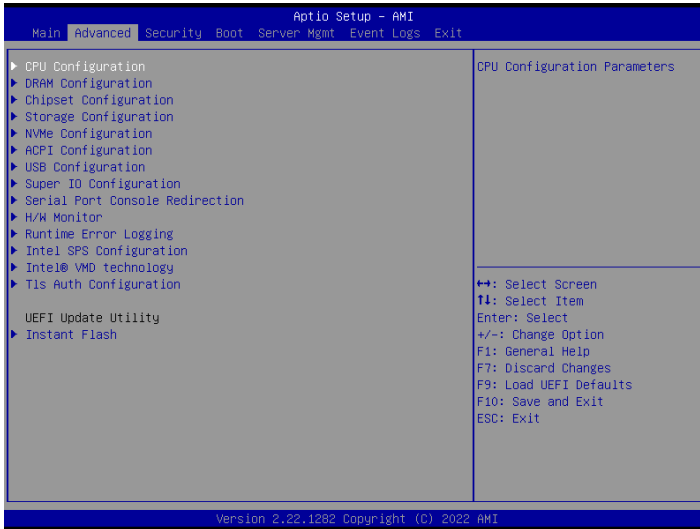 Aptio Setup - AMI
Main Advanced Security Boot Server Mgmt Event Logs Exit
CPU Configuration
DRAM Configuration
Chipset Configuration
Storage Configuration
NVMe Configuration
ACPI Configuration
USB Configuration
Super IO Configuration
Serial Port Console Redirection
H/W Monitor
Runtime Error Logging
Intel SPS Configuration
Intel® VMD technology
Tls Auth Configuration
UEFI Update Utility
Instant Flash
CPU Configuration Parameters
↔: Select Screen
↑↓: Select Item
Enter: Select
+/-: Change Option
F1: General Help
F7: Discard Changes
F9: Load UEFI Defaults
F10: Save and Exit
ESC: Exit
Version 2.22.1282 Copyright (C) 2022 AMI